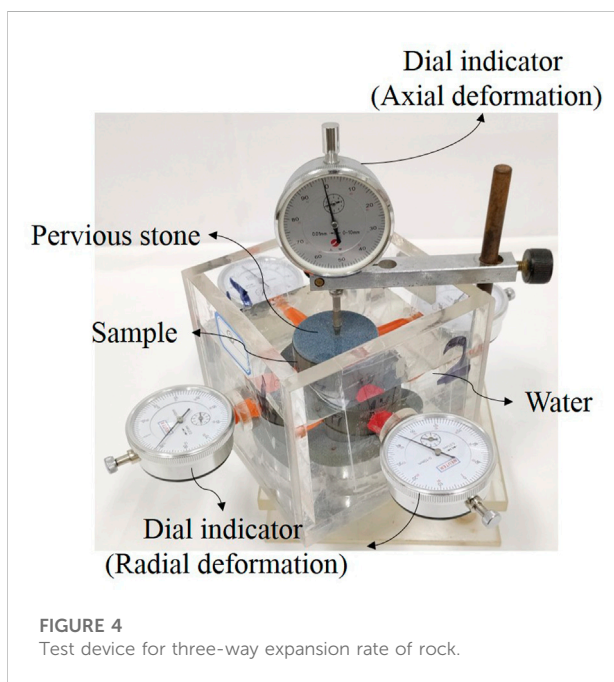 Dial indicator
(Axial deformation)
Pervious stone
Sample
Water
Dial indicator
(Radial deformation)
FIGURE 4
Test device for three-way expansion rate of rock.